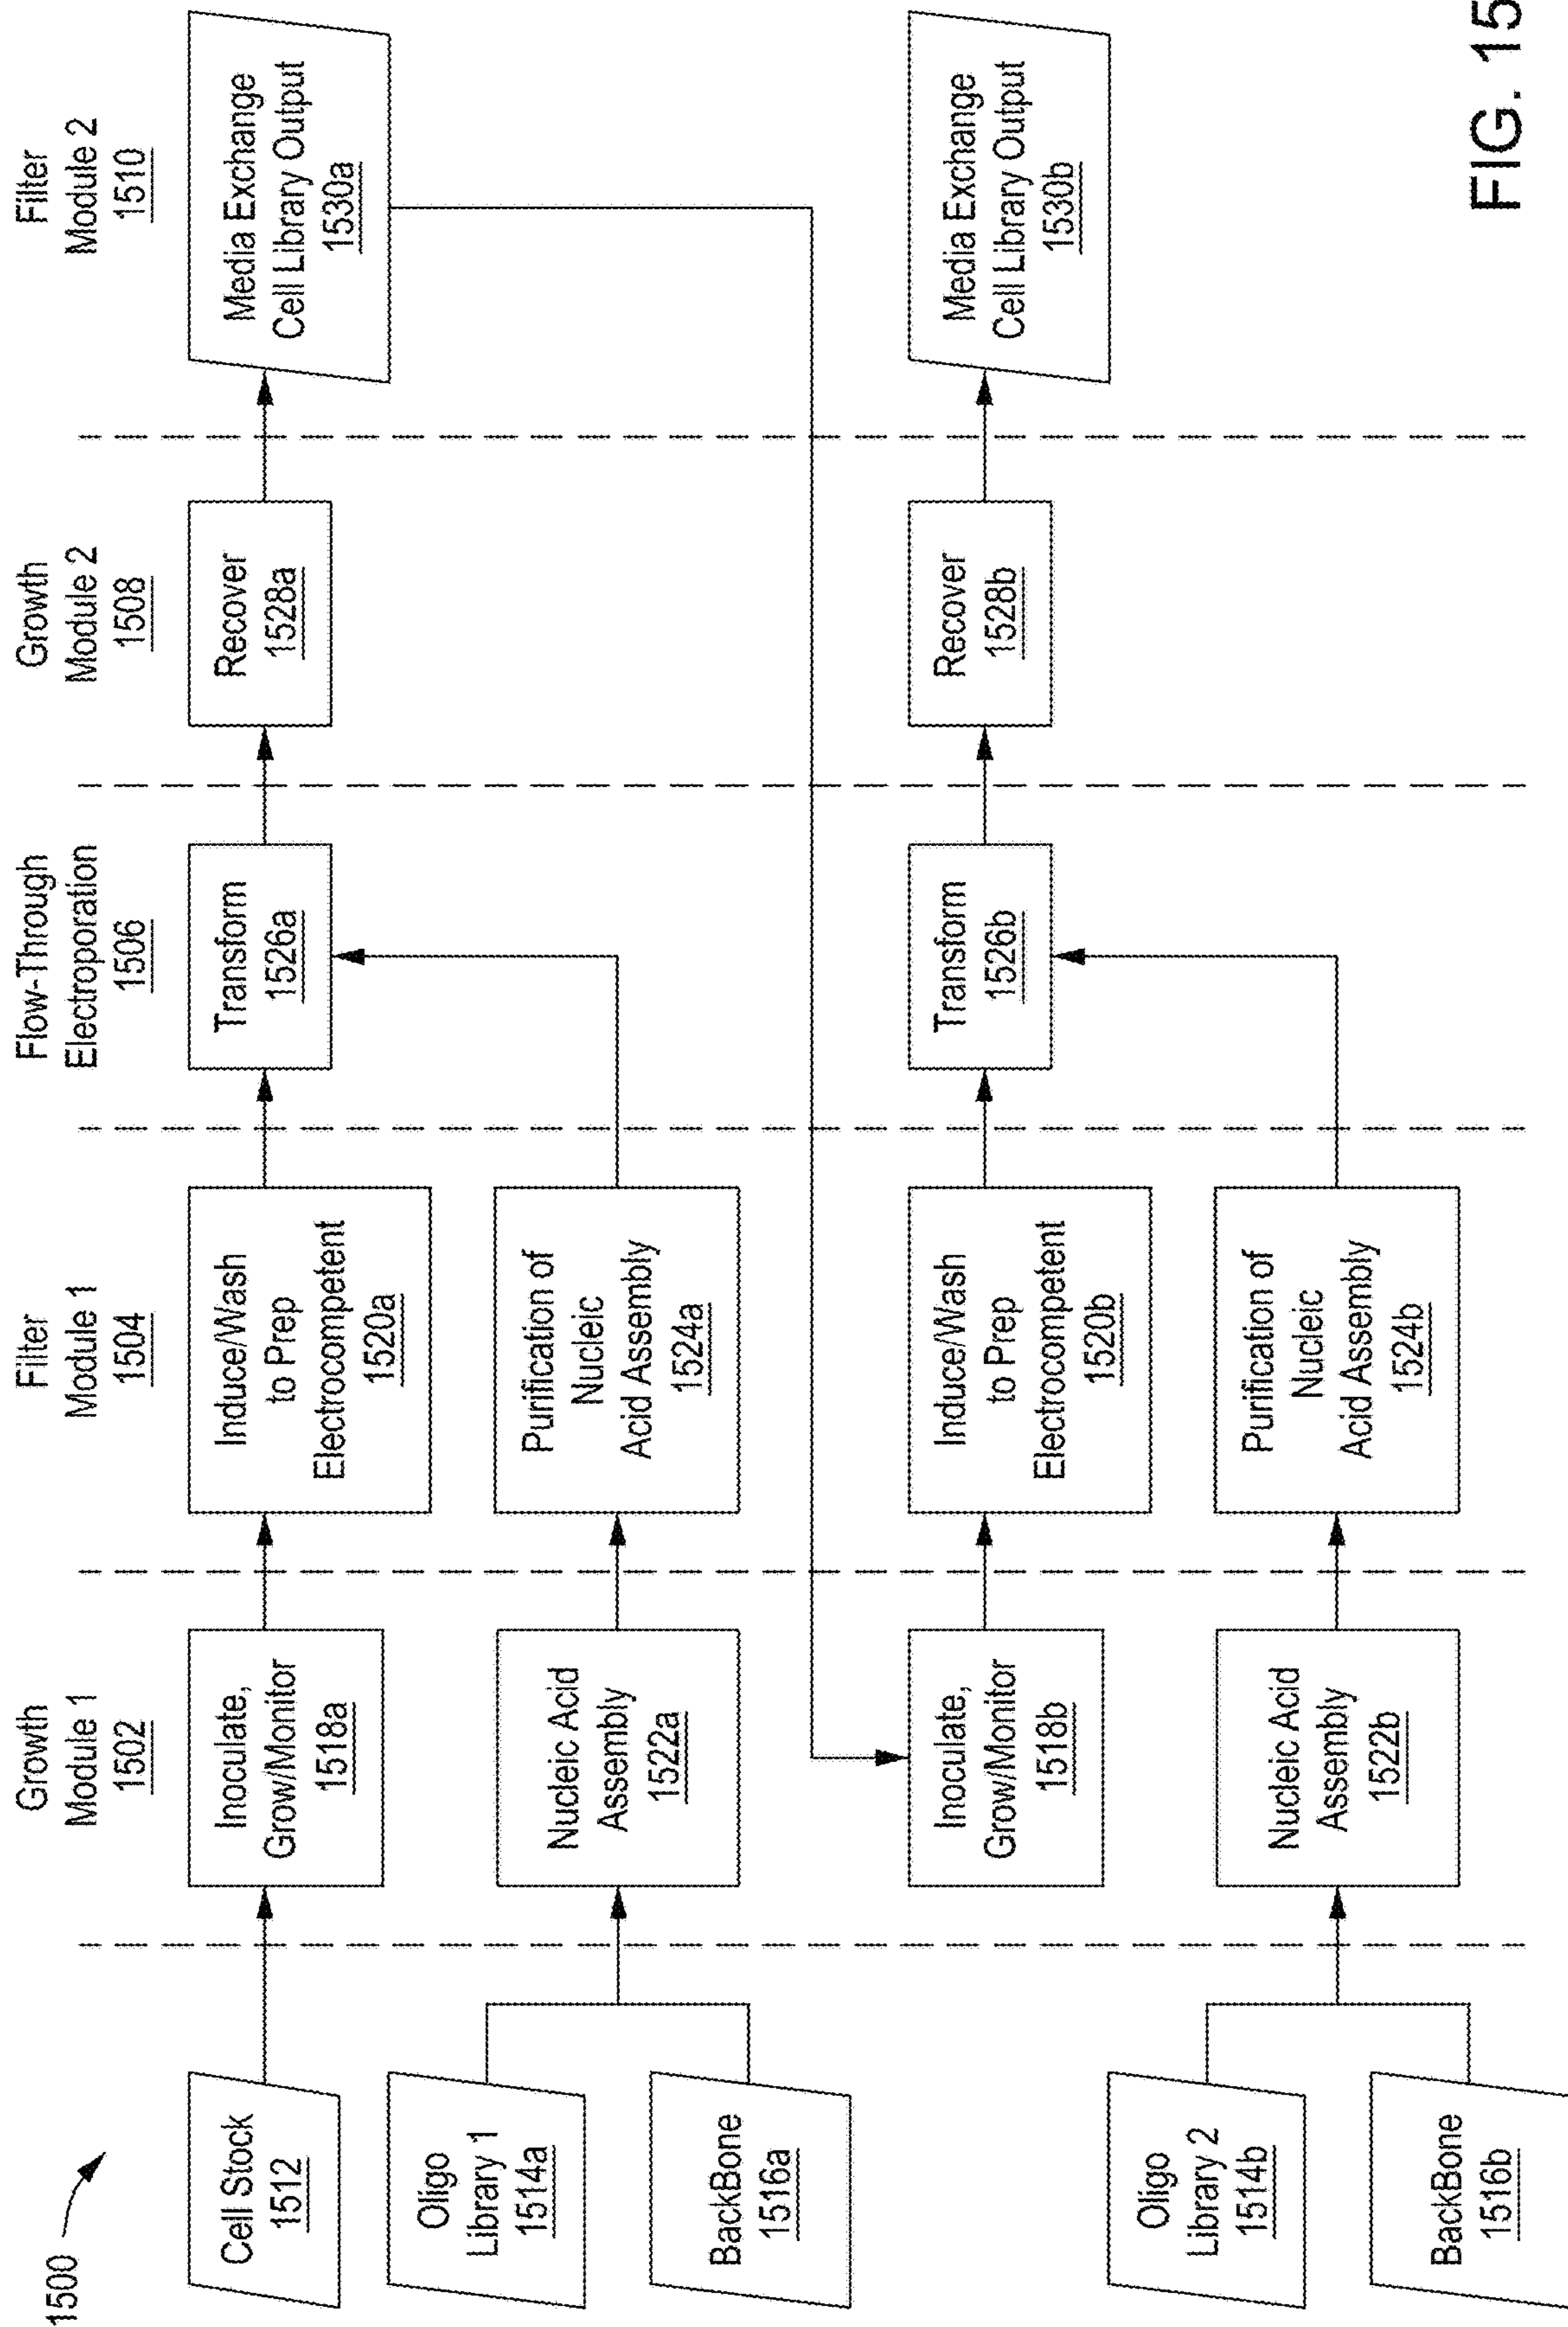 1500
Growth
Module 1
1502
Filter
Module 1
1504
Flow-Through
Electroporation
1506
Growth
Module 2
1508
Filter
Module 2
1510
Cell Stock
1512
Inoculate,
Grow/Monitor
1518a
Induce/Wash
to Prep
Electrocompetent
1520a
Transform
1526a
Recover
1528a
Media Exchange
Cell Library Output
1530a
Oligo
Library 1
1514a
BackBone
1516a
Nucleic Acid
Assembly
1522a
Purification of
Nucleic
Acid Assembly
1524a
Inoculate,
Grow/Monitor
1518b
Induce/Wash
to Prep
Electrocompetent
1520b
Transform
1526b
Recover
1528b
Media Exchange
Cell Library Output
1530b
Oligo
Library 2
1514b
BackBone
1516b
Nucleic Acid
Assembly
1522b
Purification of
Nucleic
Acid Assembly
1524b
FIG. 15